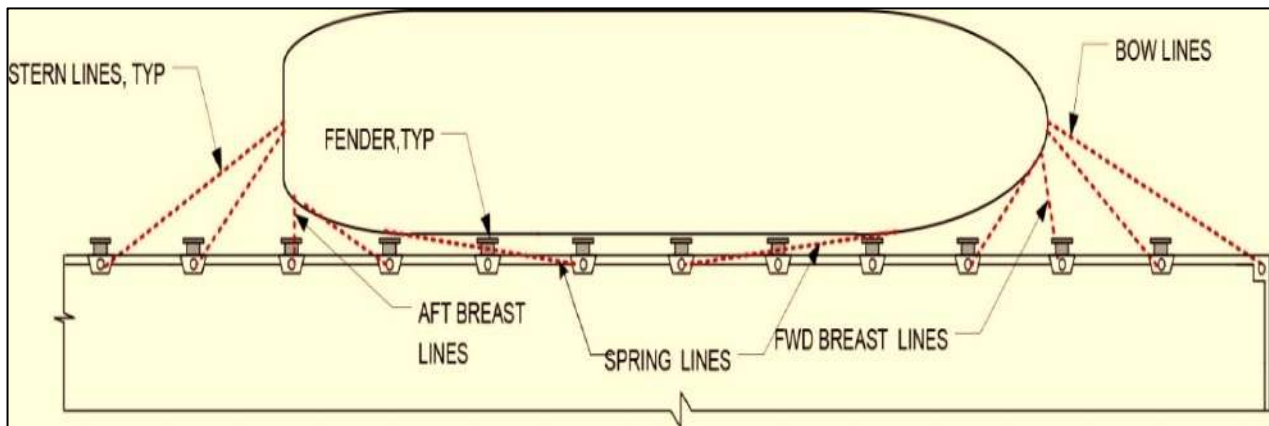 STERN LINES, TYP
BOW LINES
FENDER,TYP
AFT BREAST
LINES
SPRING LINES
FWD BREAST LINES